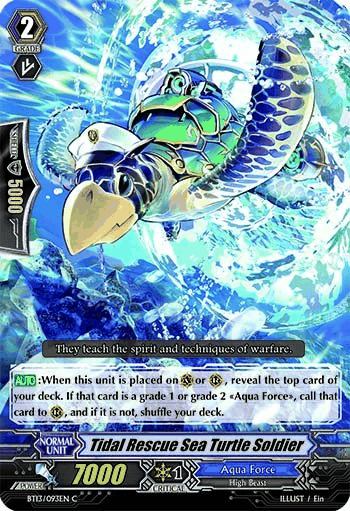 2
GRADE
SHIELD
5000
They teach the spirit and techniques of warfare.
AUTO:When this unit is placed on V or R, reveal the top card of
your deck. If that card is a grade 1 or grade 2 «Aqua Force», call that
card to R, and if it is not, shuffle your deck.
NORMAL UNIT Tidal Rescue Sea Turtle Soldier
POWER 7000 1 CRITICAL Aqua Force
High Beast
BT13/093EN C ILLUST / Ein